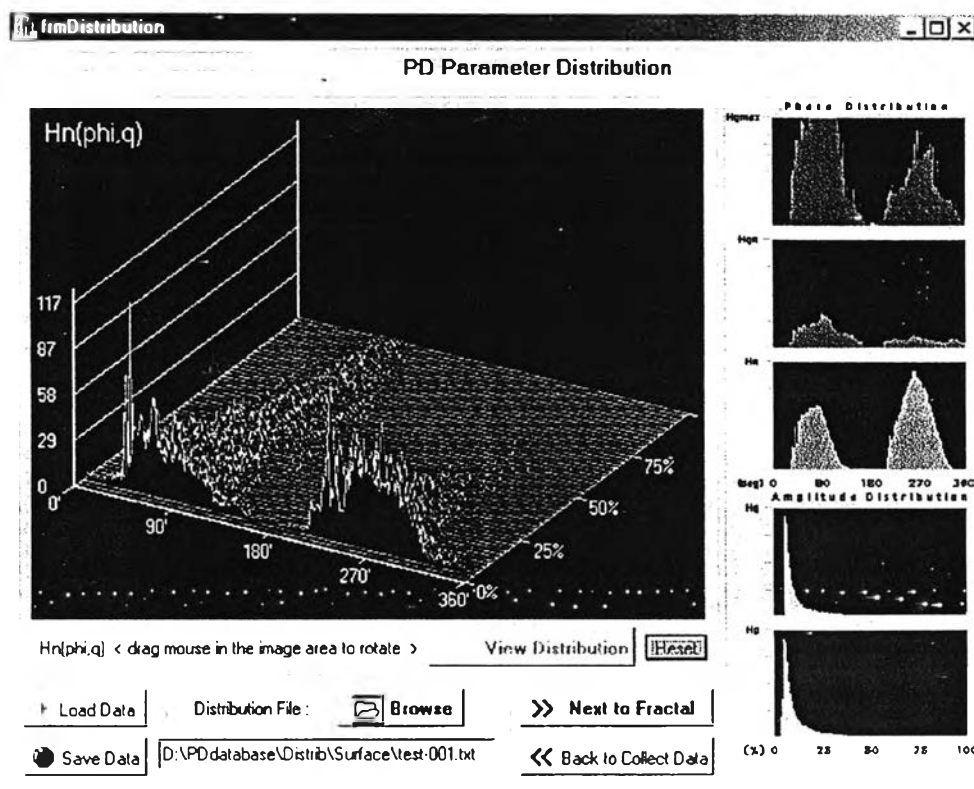 frmDistribution
PD Parameter Distribution
Hn(phi,q)
117
87
58
29
0
0'
90'
180'
270'
360'
0%
25%
50%
75%
Phase Distribution
Hqmax
Hqn
Hn
(Deg) 0 90 180 270 360
Amplitude Distribution
Hq
Hp
(%) 0 25 50 75 100
Hn(phi,q) < drag mouse in the image area to rotate >
View Distribution
Reset
Load Data
Distribution File :
Browse
>> Next to Fractal
Save Data
D:\PDdatabase\Distrib\Surface\test-001.txt
<< Back to Collect Data